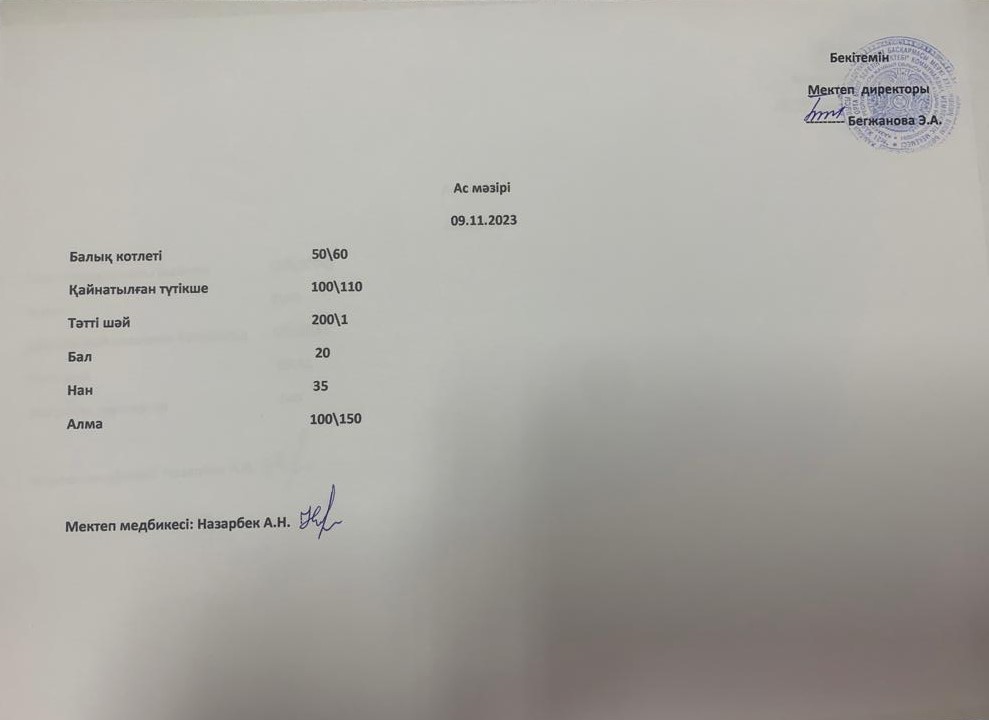 Бекітемін
Мектеп директоры
Бегжанова Э.А.
Ас мәзірі
09.11.2023
Балық котлеті 50\60
Қайнатылған түтікше 100\110
Тәтті шәй 200\1
Бал 20
Нан 35
Алма 100\150
Мектеп медбикесі: Назарбек А.Н.